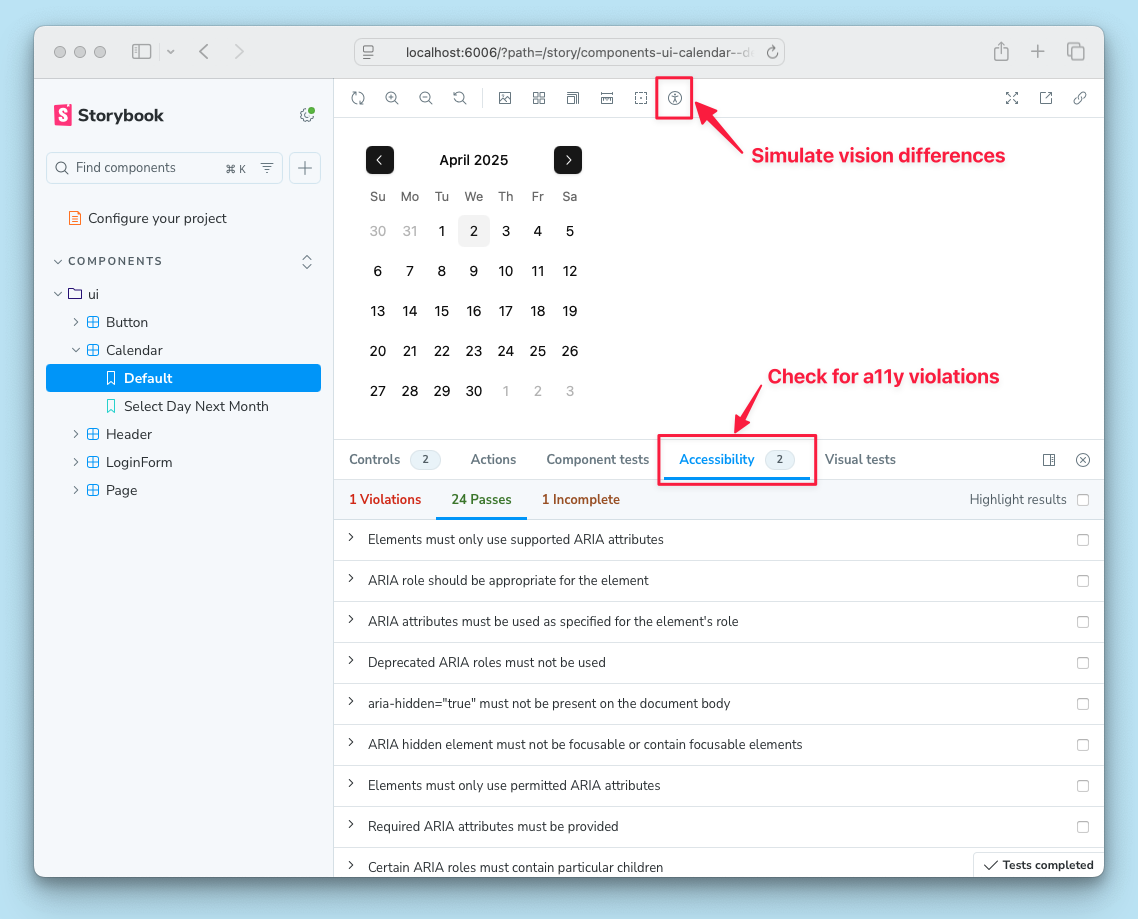 localhost:6006/?path=/story/components-ui-calendar--d
Storybook
Find components ⌘ K
Configure your project
COMPONENTS
ui
Button
Calendar
Default
Select Day Next Month
Header
LoginForm
Page
Simulate vision differences
April 2025
Su Mo Tu We Th Fr Sa
30 31 1 2 3 4 5
6 7 8 9 10 11 12
13 14 15 16 17 18 19
20 21 22 23 24 25 26
27 28 29 30 1 2 3
Check for a11y violations
Controls 2 Actions Component tests Accessibility 2 Visual tests
1 Violations 24 Passes 1 Incomplete Highlight results
Elements must only use supported ARIA attributes
ARIA role should be appropriate for the element
ARIA attributes must be used as specified for the element's role
Deprecated ARIA roles must not be used
aria-hidden="true" must not be present on the document body
ARIA hidden element must not be focusable or contain focusable elements
Elements must only use permitted ARIA attributes
Required ARIA attributes must be provided
Certain ARIA roles must contain particular children
Tests completed